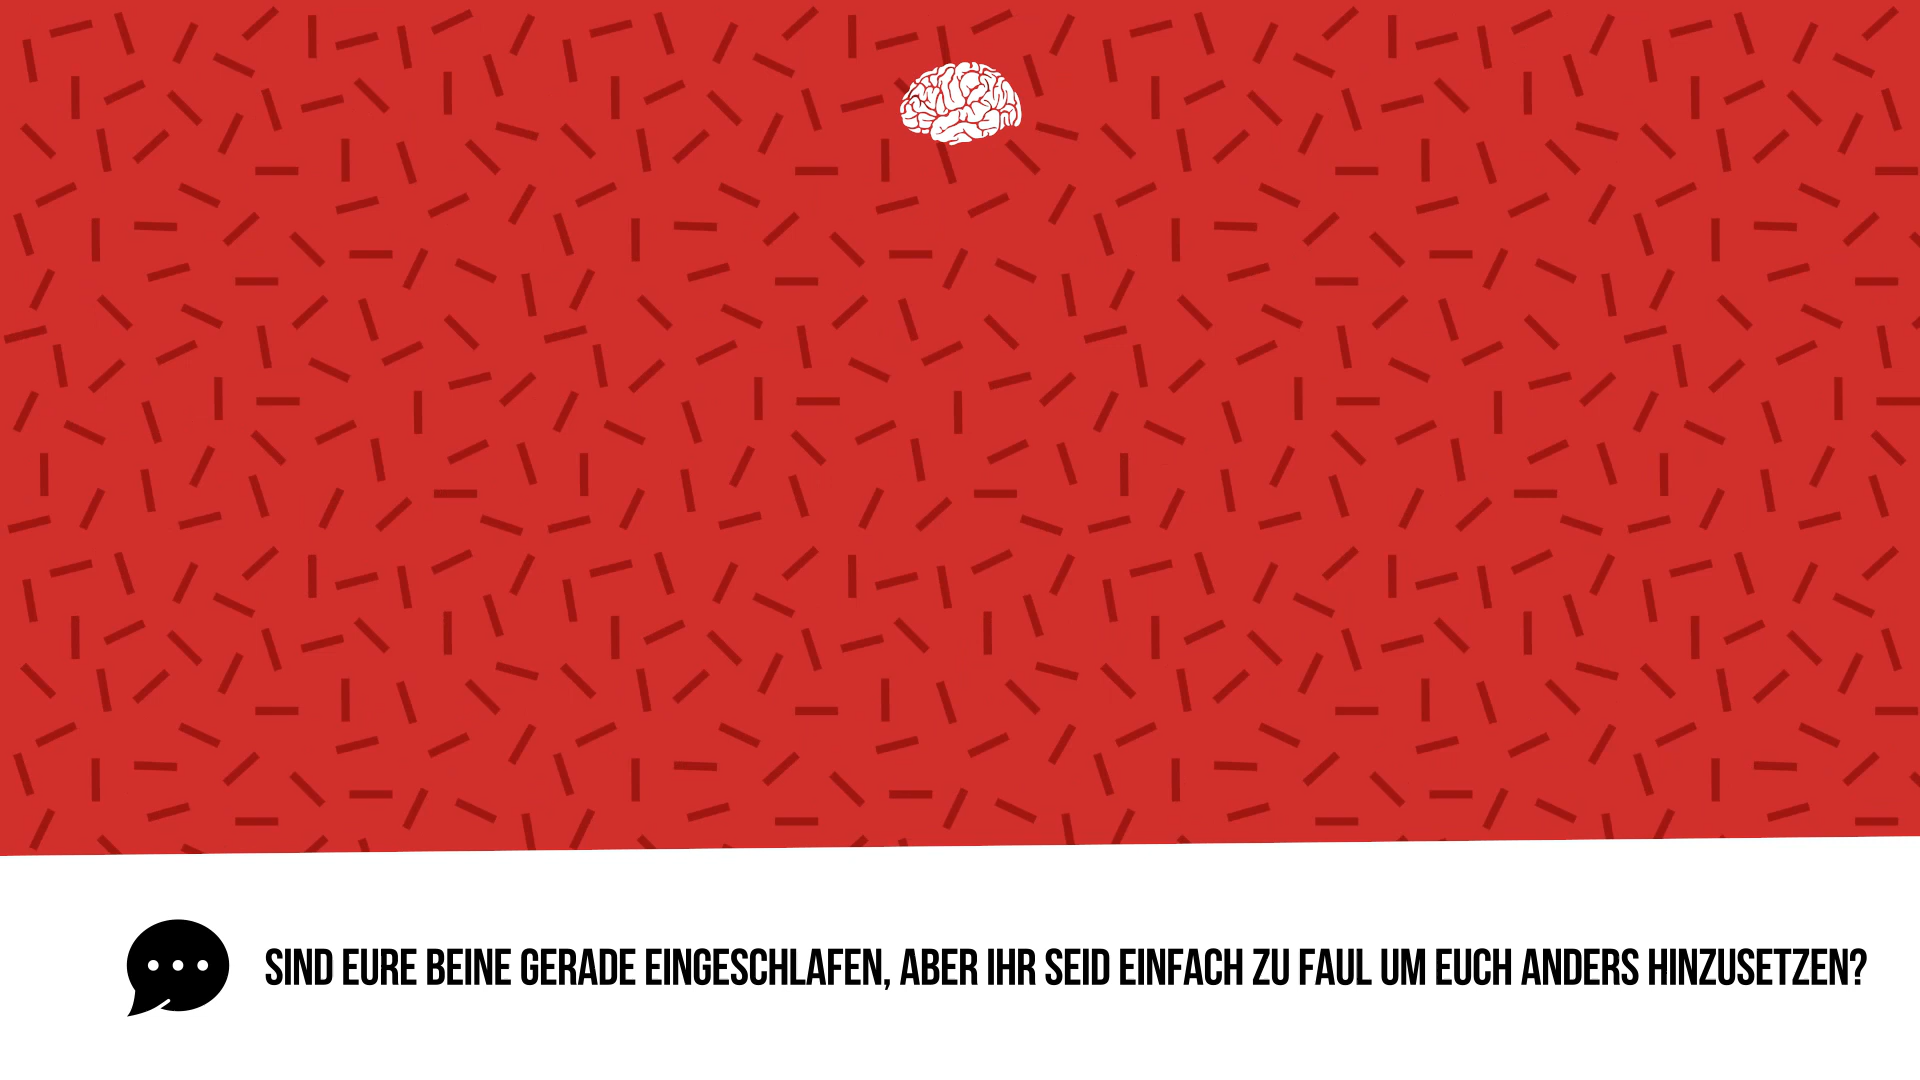 SIND EURE BEINE GERADE EINGESCHLAFEN, ABER IHR SEID EINFACH ZU FAUL UM EUCH ANDERS HINZUSETZEN?